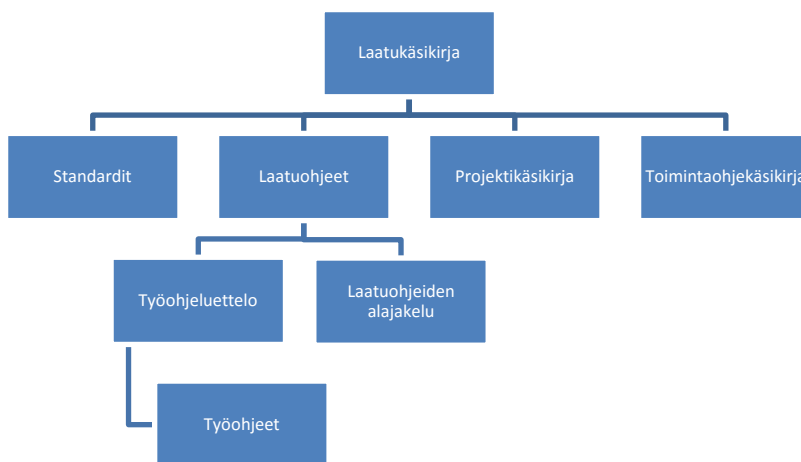 Laatukäsikirja
Standardit
Laatuohjeet
Projektikäsikirja
Toimintaohjekäsikirja
Työohjeluettelo
Laatuohjeiden
alajakelu
Työohjeet